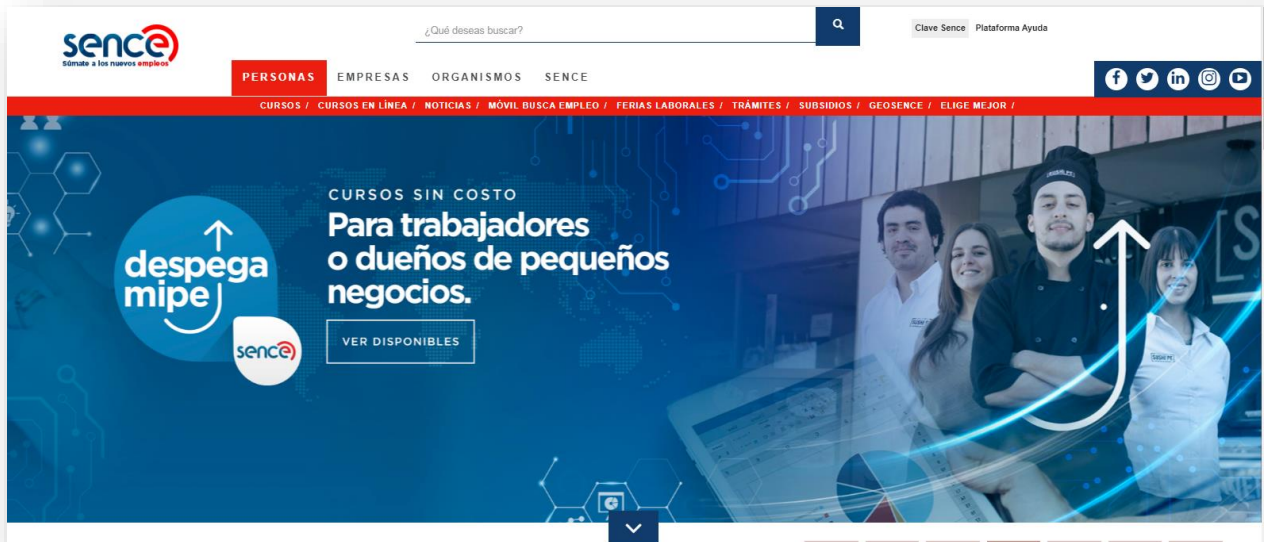 sence
Súmate a los nuevos empleos
¿Qué deseas buscar?
Clave Sence Plataforma Ayuda
PERSONAS EMPRESAS ORGANISMOS SENCE
CURSOS / CURSOS EN LÍNEA / NOTICIAS / MÓVIL BUSCA EMPLEO / FERIAS LABORALES / TRÁMITES / SUBSIDIOS / GEOSENCE / ELIGE MEJOR /
despega
mipe
sence
CURSOS SIN COSTO
Para trabajadores
o dueños de pequeños
negocios.
VER DISPONIBLES